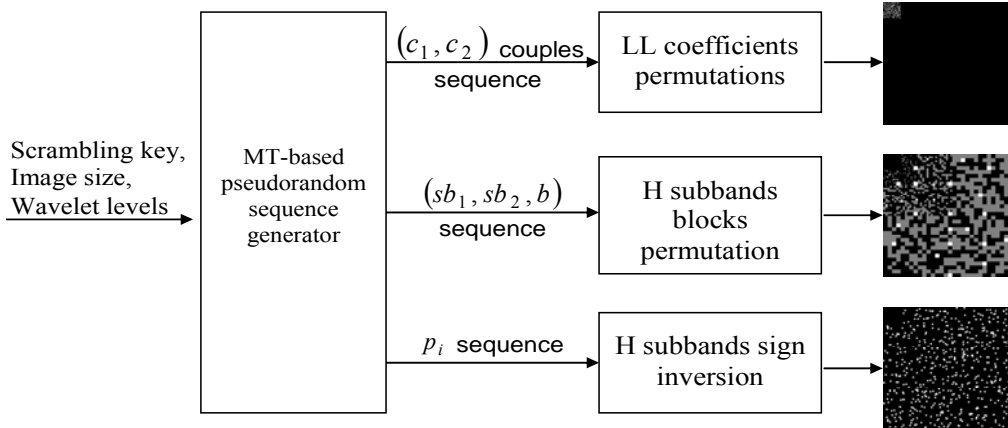 Scrambling key,
Image size,
Wavelet levels
MT-based
pseudorandom
sequence
generator
(c₁, c₂) couples
sequence
LL coefficients
permutations
(sb₁, sb₂, b)
sequence
H subbands
blocks
permutation
pᵢ sequence
H subbands sign
inversion